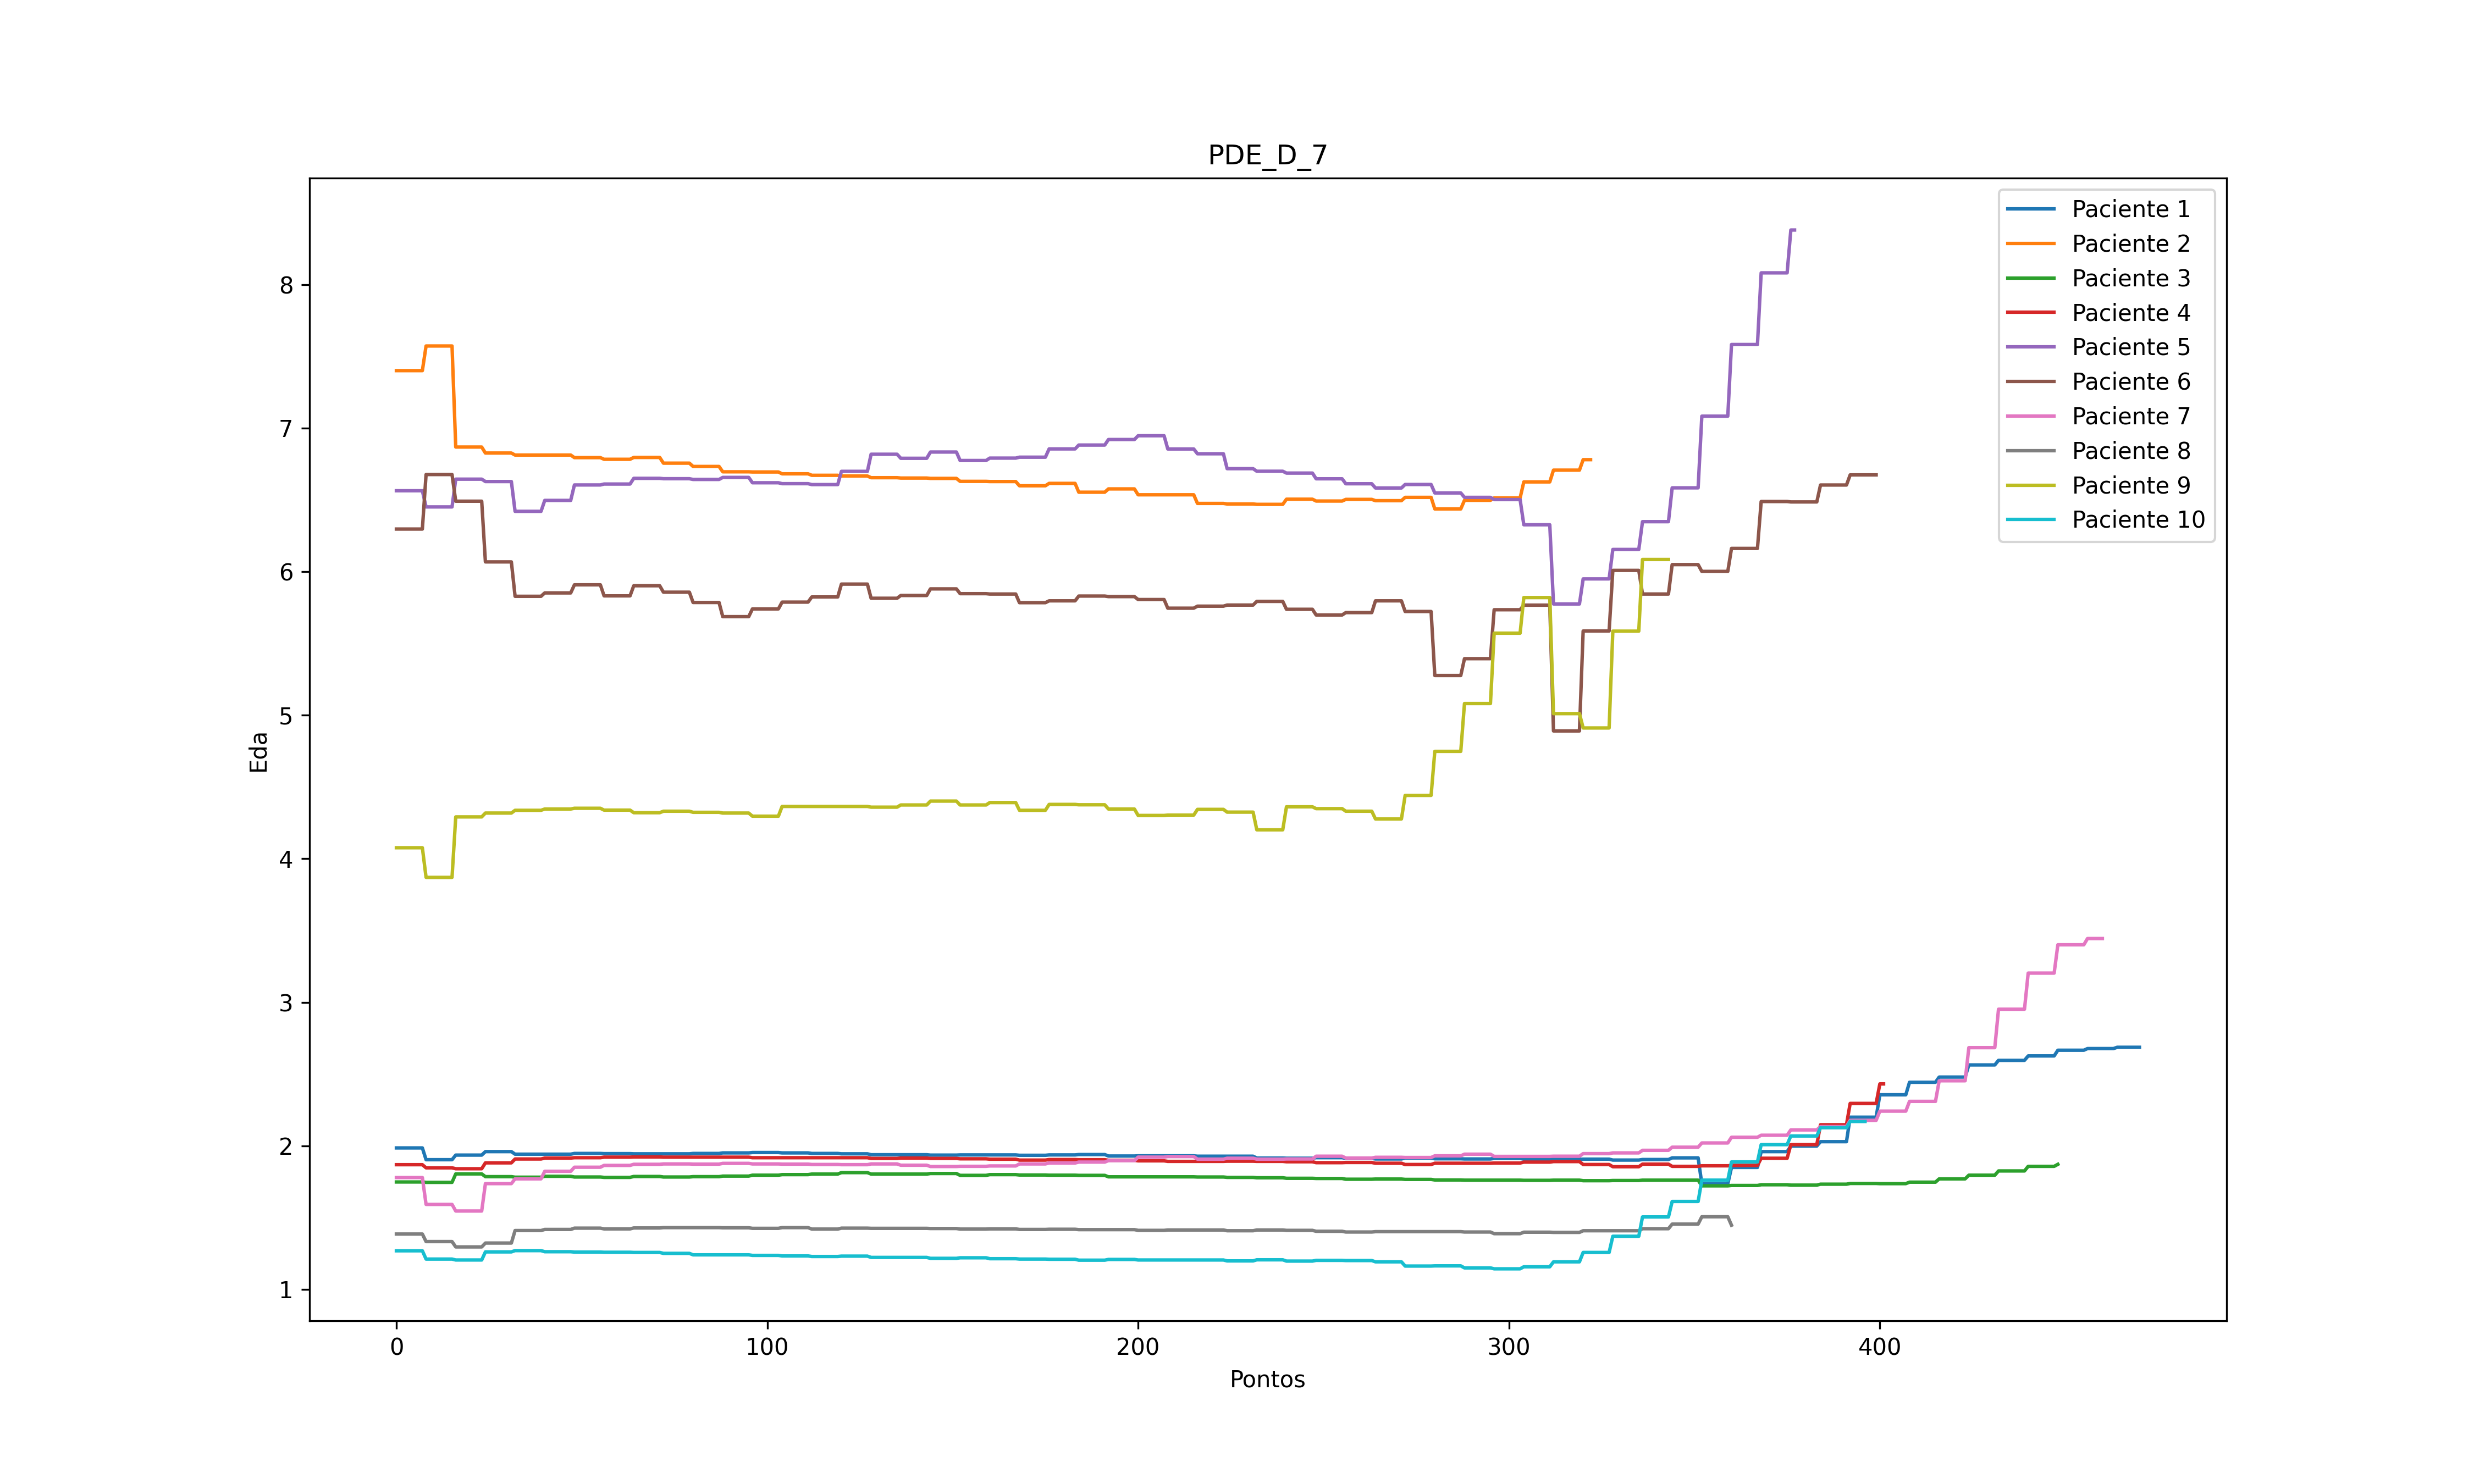 PDE_D_7
Paciente 1
Paciente 2
Paciente 3
Paciente 4
Paciente 5
Paciente 6
Paciente 7
Paciente 8
Paciente 9
Paciente 10
8
7
6
5
4
3
2
1
Eda
0 100 200 300 400
Pontos